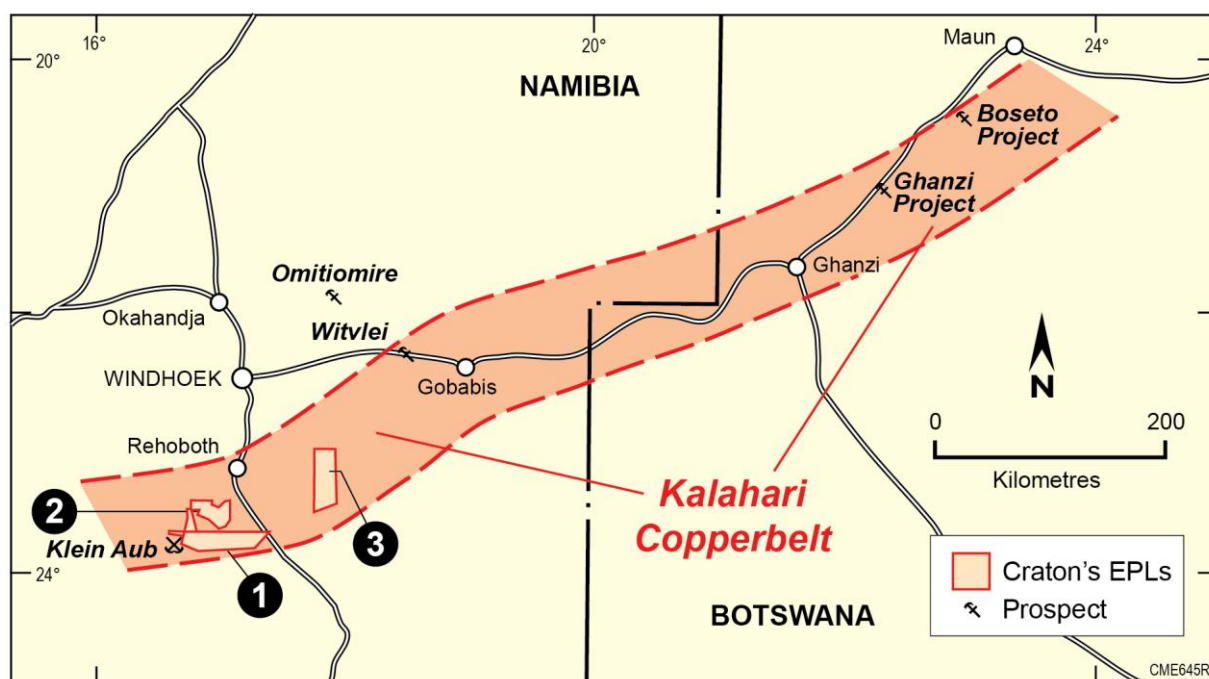 16°
20°
24°
20°
Maun
NAMIBIA
Boseto
Project
Ghanzi
Project
Omitiomire
Ghanzi
Okahandja
Witvlei
WINDHOEK
Gobabis
N
0
200
Kilometres
Rehoboth
Kalahari
Copperbelt
2
3
Klein Aub
24°
1
Craton's EPLs
Prospect
BOTSWANA
CME645R